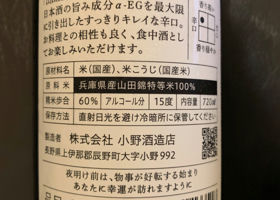 日本酒の旨み成分α-EGを最大限
に引き出したすっきりキレイな辛口。
お料理との相性も良く、食中酒とし
てお楽しみいただけます。
辛口
香り穏やか
原材料名 米(国産)、米こうじ(国産米)
原料米 兵庫県産山田錦特等米100%
精米歩合 60% アルコール分 15度 内容量 720ml
保存方法 直射日光を避け冷暗所に保管してください。
製造者 株式会社 小野酒造店
長野県上伊那郡辰野町大字小野992
夜明け前は、物事が好転する始まり
あなたに幸運が訪れますように